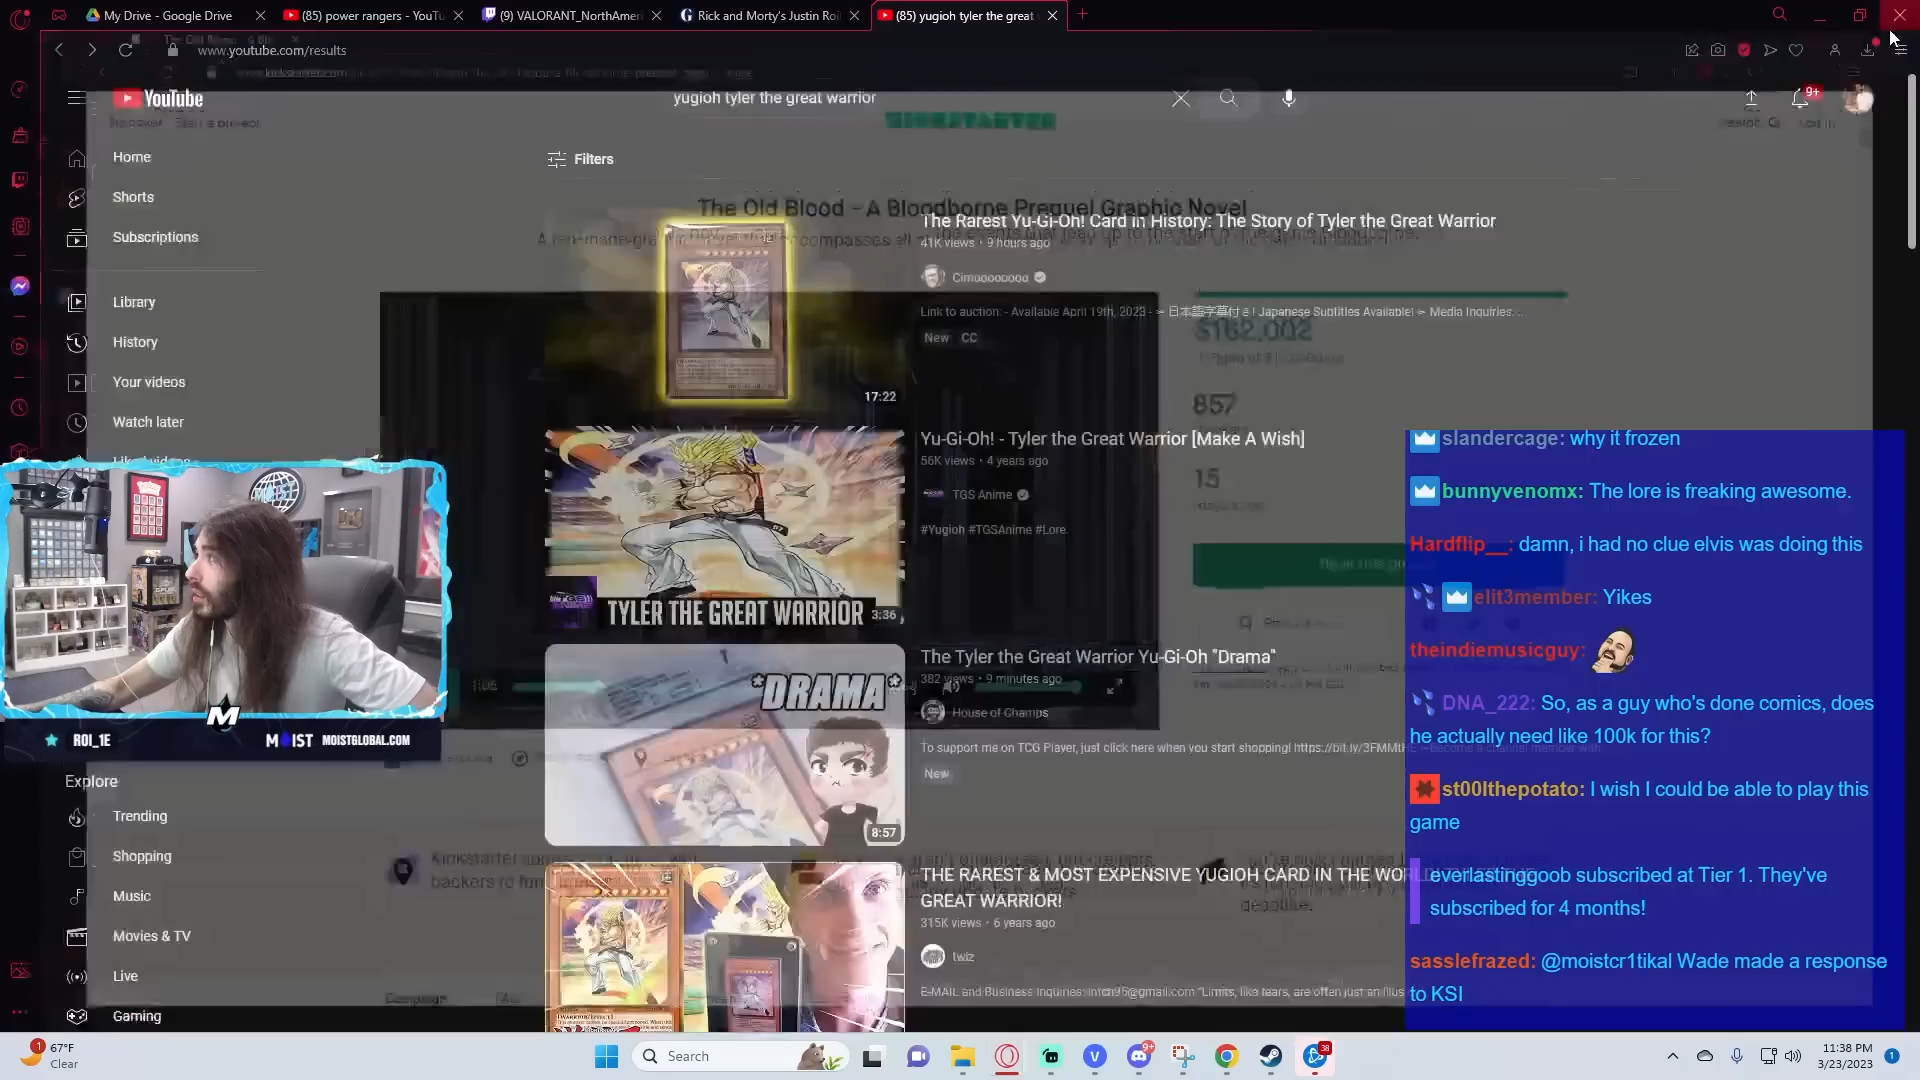 My Drive - Google Drive
(85) power rangers - YouTu
(9) VALORANT_NorthAmeri
Rick and Morty's Justin Roi
(85) yugioh tyler the great
www.youtube.com/results
YouTube
yugioh tyler the great warrior
9+
KICKSTARTER
Home
Shorts
Subscriptions
Library
History
Your videos
Watch later
Liked videos
Filters
The Old Blood - A Bloodborne Prequel Graphic Novel
The Rarest Yu-Gi-Oh! Card in History: The Story of Tyler the Great Warrior
41K views • 9 hours ago
Cimoooooooo
Link to auction: - Available April 19th, 2023 - ➢ 日本語字幕付き! Japanese Subtitles Available! ➢ Media Inquiries:...
New CC
17:22
$162,002
857
15
Yu-Gi-Oh! - Tyler the Great Warrior [Make A Wish]
56K views • 4 years ago
TGS Anime
#Yugioh #TGSAnime #Lore
TYLER THE GREAT WARRIOR
3:36
The Tyler the Great Warrior Yu-Gi-Oh "Drama"
382 views • 9 minutes ago
House of Champs
To support me on TCG Player, just click here when you start shopping!
New
*DRAMA*
8:57
THE RAREST & MOST EXPENSIVE YUGIOH CARD IN THE WORL
GREAT WARRIOR!
315K views • 6 years ago
twiz
MOIST
ROI_1E
M
MOIST MOISTGLOBAL.COM
Explore
Trending
Shopping
Music
Movies & TV
Live
Gaming
slandercage: why it frozen
bunnyvenomx: The lore is freaking awesome.
Hardflip__: damn, i had no clue elvis was doing this
elit3member: Yikes
theindiemusicguy:
DNA_222: So, as a guy who's done comics, does
he actually need like 100k for this?
st00lthepotato: I wish I could be able to play this
game
everlastinggoob subscribed at Tier 1. They've
subscribed for 4 months!
sasslefrazed: @moistcr1tikal Wade made a response
to KSI
1
67°F
Clear
Search
9+
38
11:38 PM
3/23/2023
1